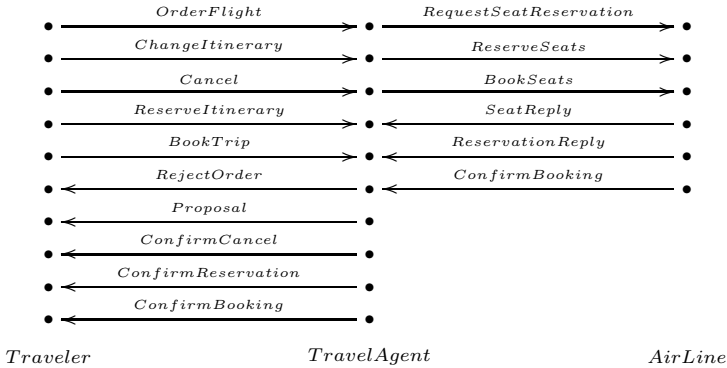 OrderFlight RequestSeatReservation
ChangeItinerary ReserveSeats
Cancel BookSeats
ReserveItinerary SeatReply
BookTrip ReservationReply
RejectOrder ConfirmBooking
Proposal
ConfirmCancel
ConfirmReservation
ConfirmBooking
Traveler TravelAgent AirLine